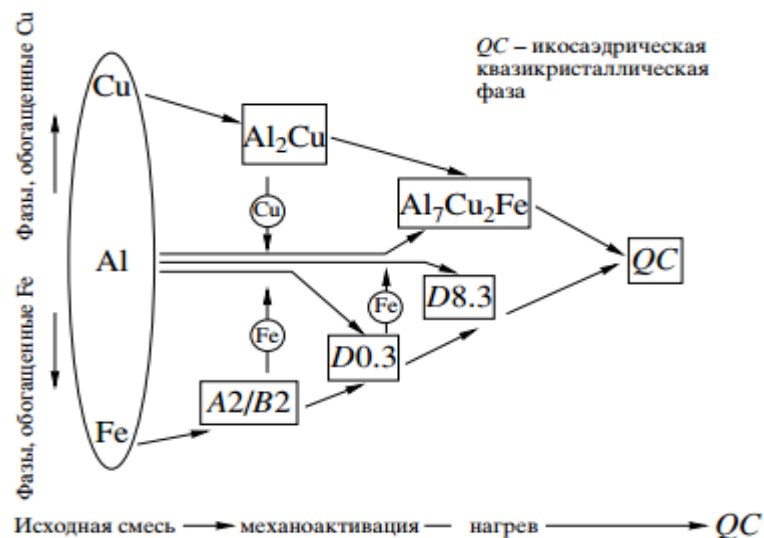 QC – икосаэдрическая
квазикристаллическая
фаза
Фазы, обогащенные Cu
Фазы, обогащенные Fe
Cu
Al
Fe
Al₂Cu
Cu
Al₇Cu₂Fe
QC
D8.3
Fe
Fe
D0.3
A2/B2
Исходная смесь → механоактивация — нагрев → QC